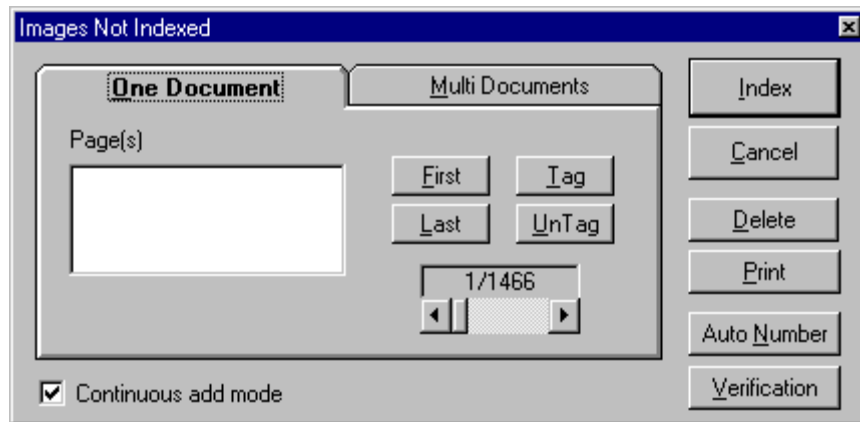 Images Not Indexed
One Document
Multi Documents
Page(s)
First
Tag
Last
UnTag
1/1466
Continuous add mode
Index
Cancel
Delete
Print
Auto Number
Verification